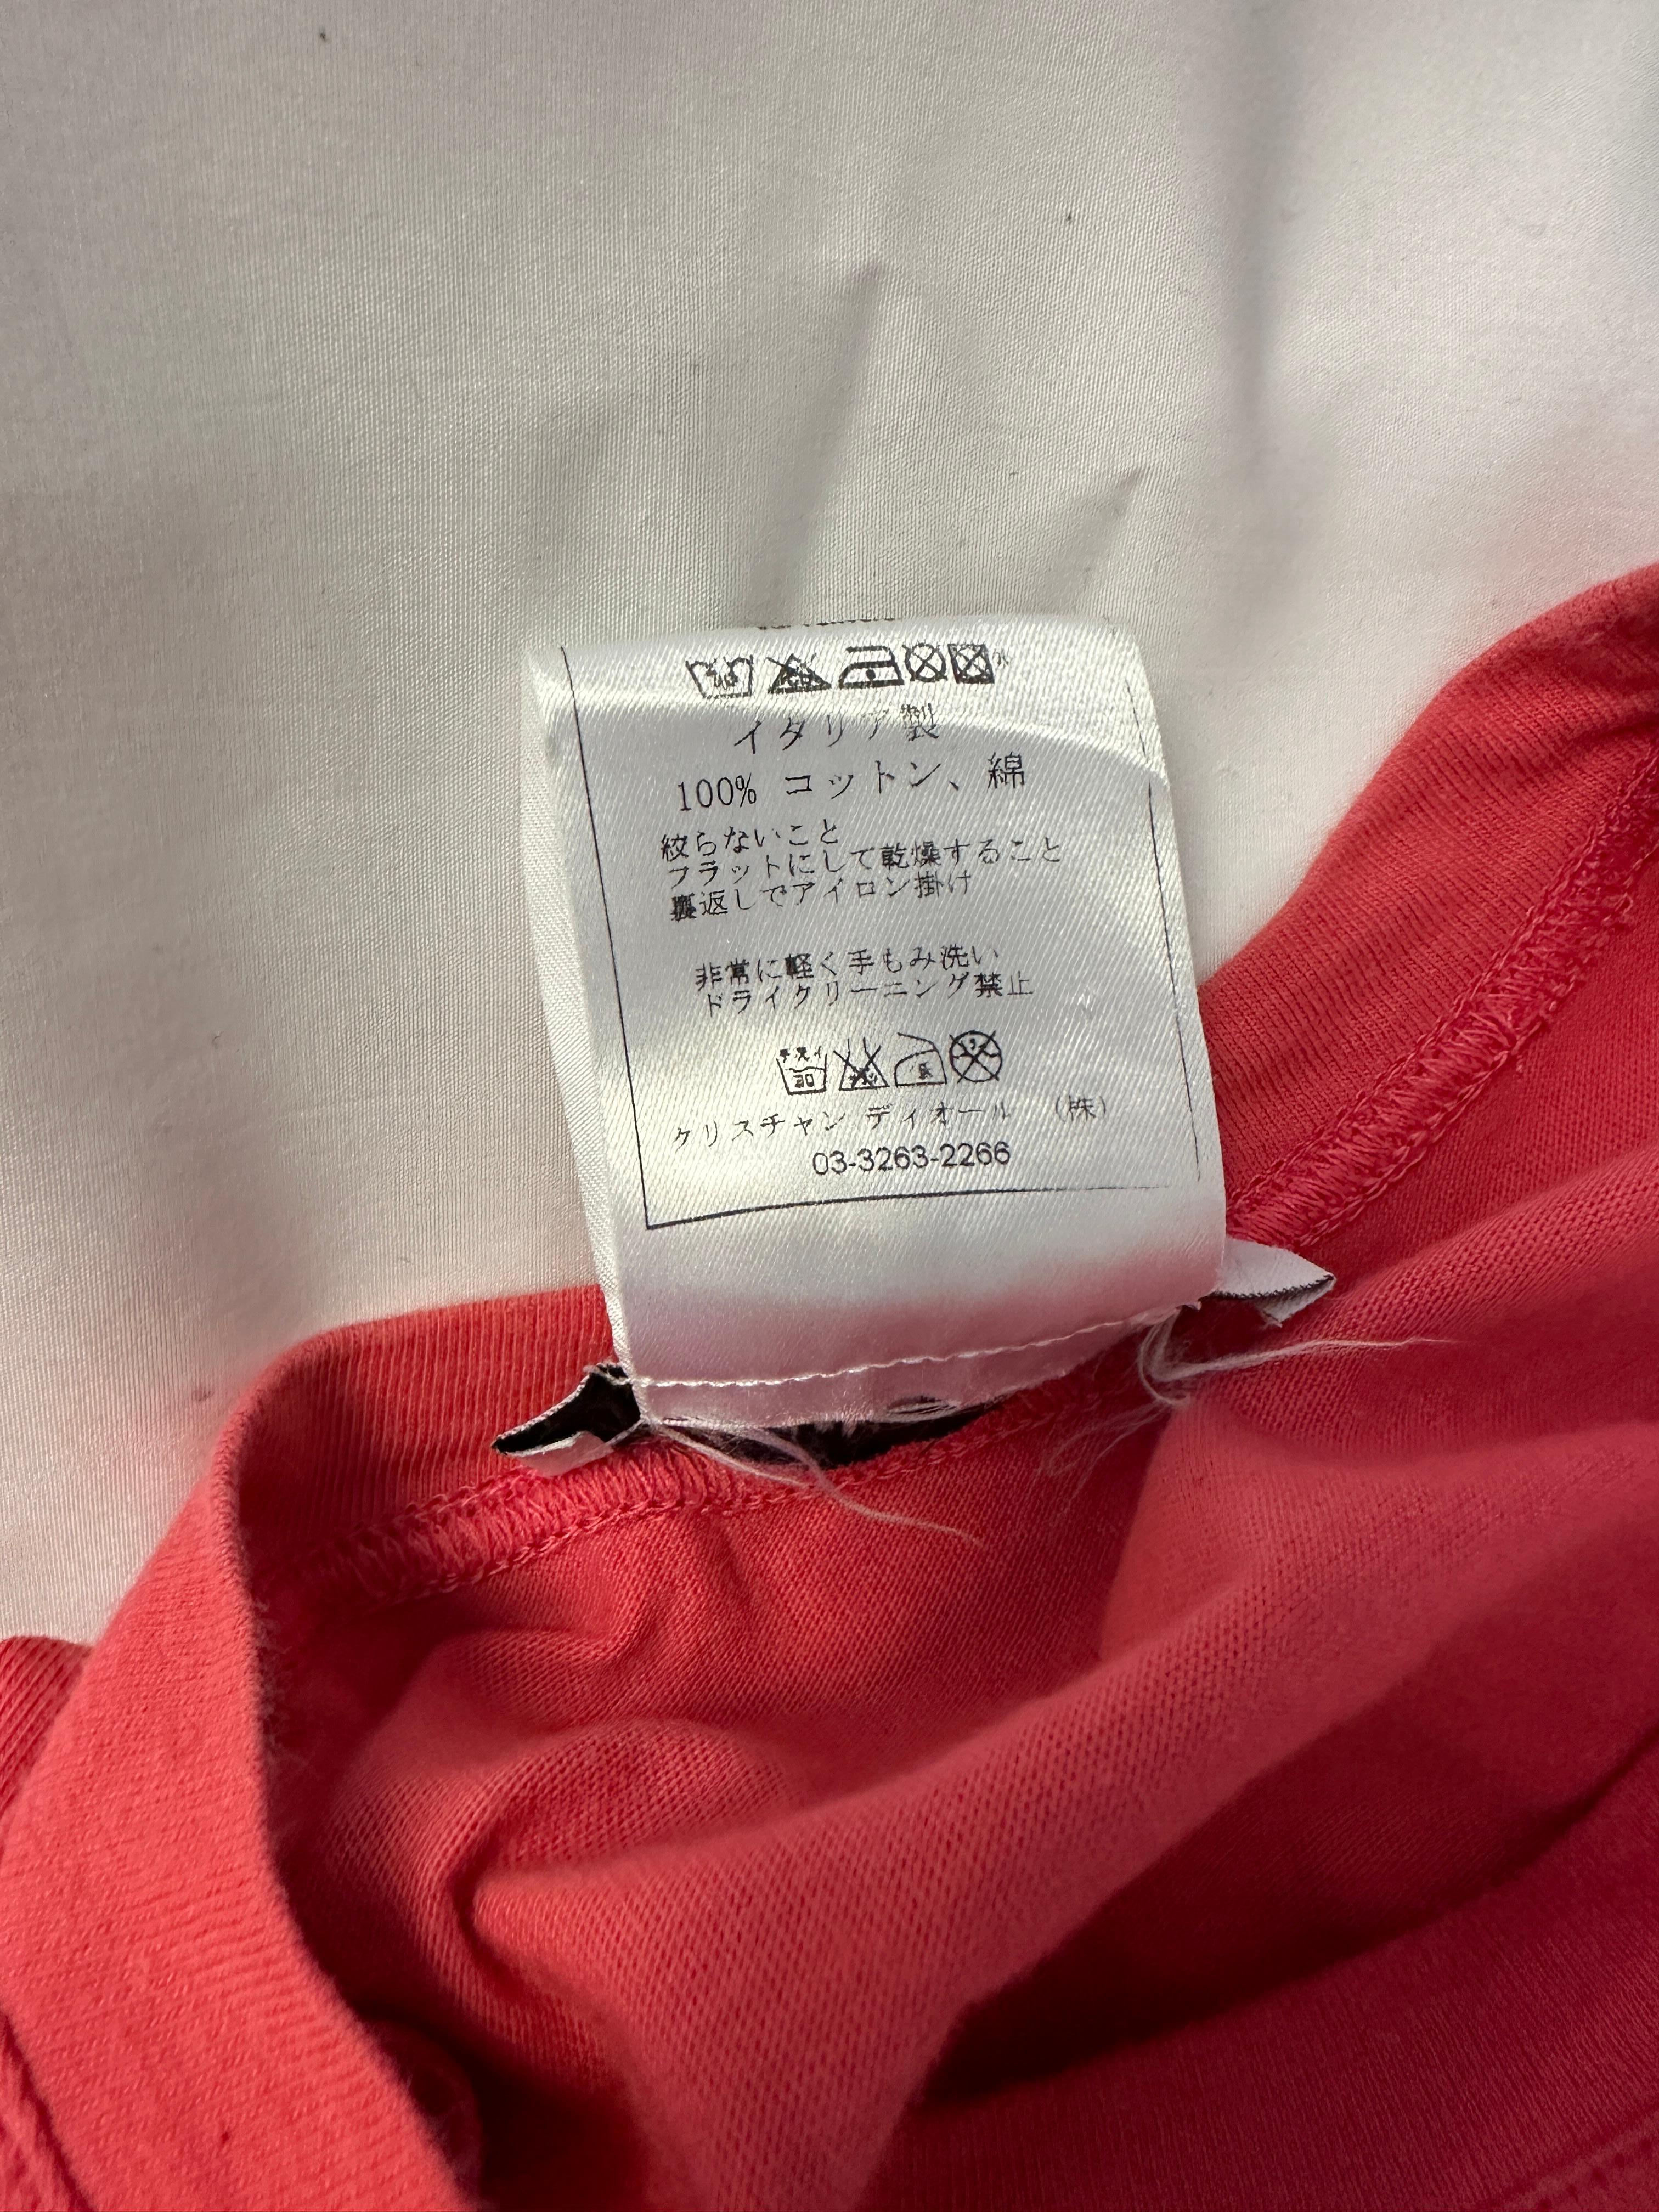 イタリア製
100% コットン、綿
絞らないこと
フラットにして乾燥すること
裏返しでアイロン掛け
非常に軽く手もみ洗い
ドライクリーニング禁止
手洗イ
30
クリスチャン ディオール （株）
03-3263-2266